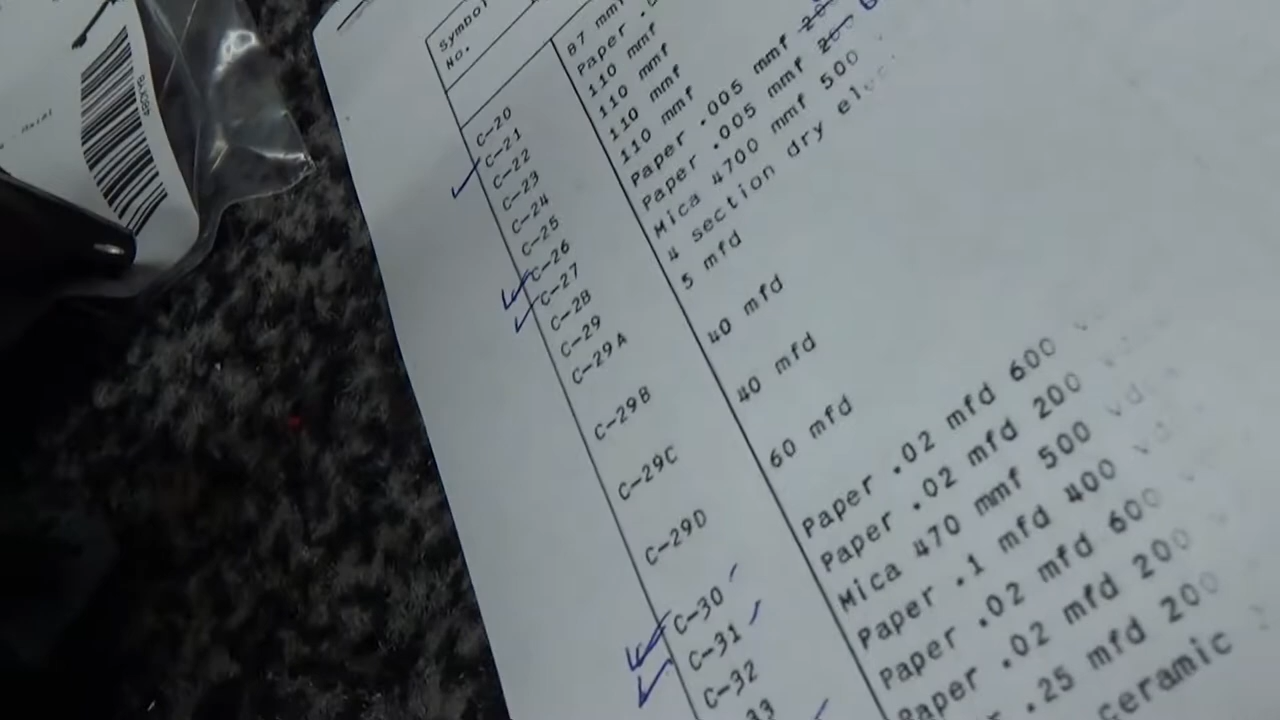 Symbol
No.
C-20 87 mmf
C-21 Paper
C-22 110 mmf
C-23 110 mmf
C-24 110 mmf
C-25 110 mmf
C-26 Paper .005 mmf
C-27 Paper .005 mmf
C-28 Mica 4700 mmf 500
C-29 4 section dry
C-29A 5 mfd
C-29B 40 mfd
C-29C 40 mfd
C-29D 60 mfd
C-30 Paper .02 mfd 600
C-31 Paper .02 mfd 200
C-32 Mica 470 mmf 500 vdc
33 Paper .1 mfd 400
Paper .02 mfd 600
Paper .02 mfd 200
.25 mfd 200
ceramic